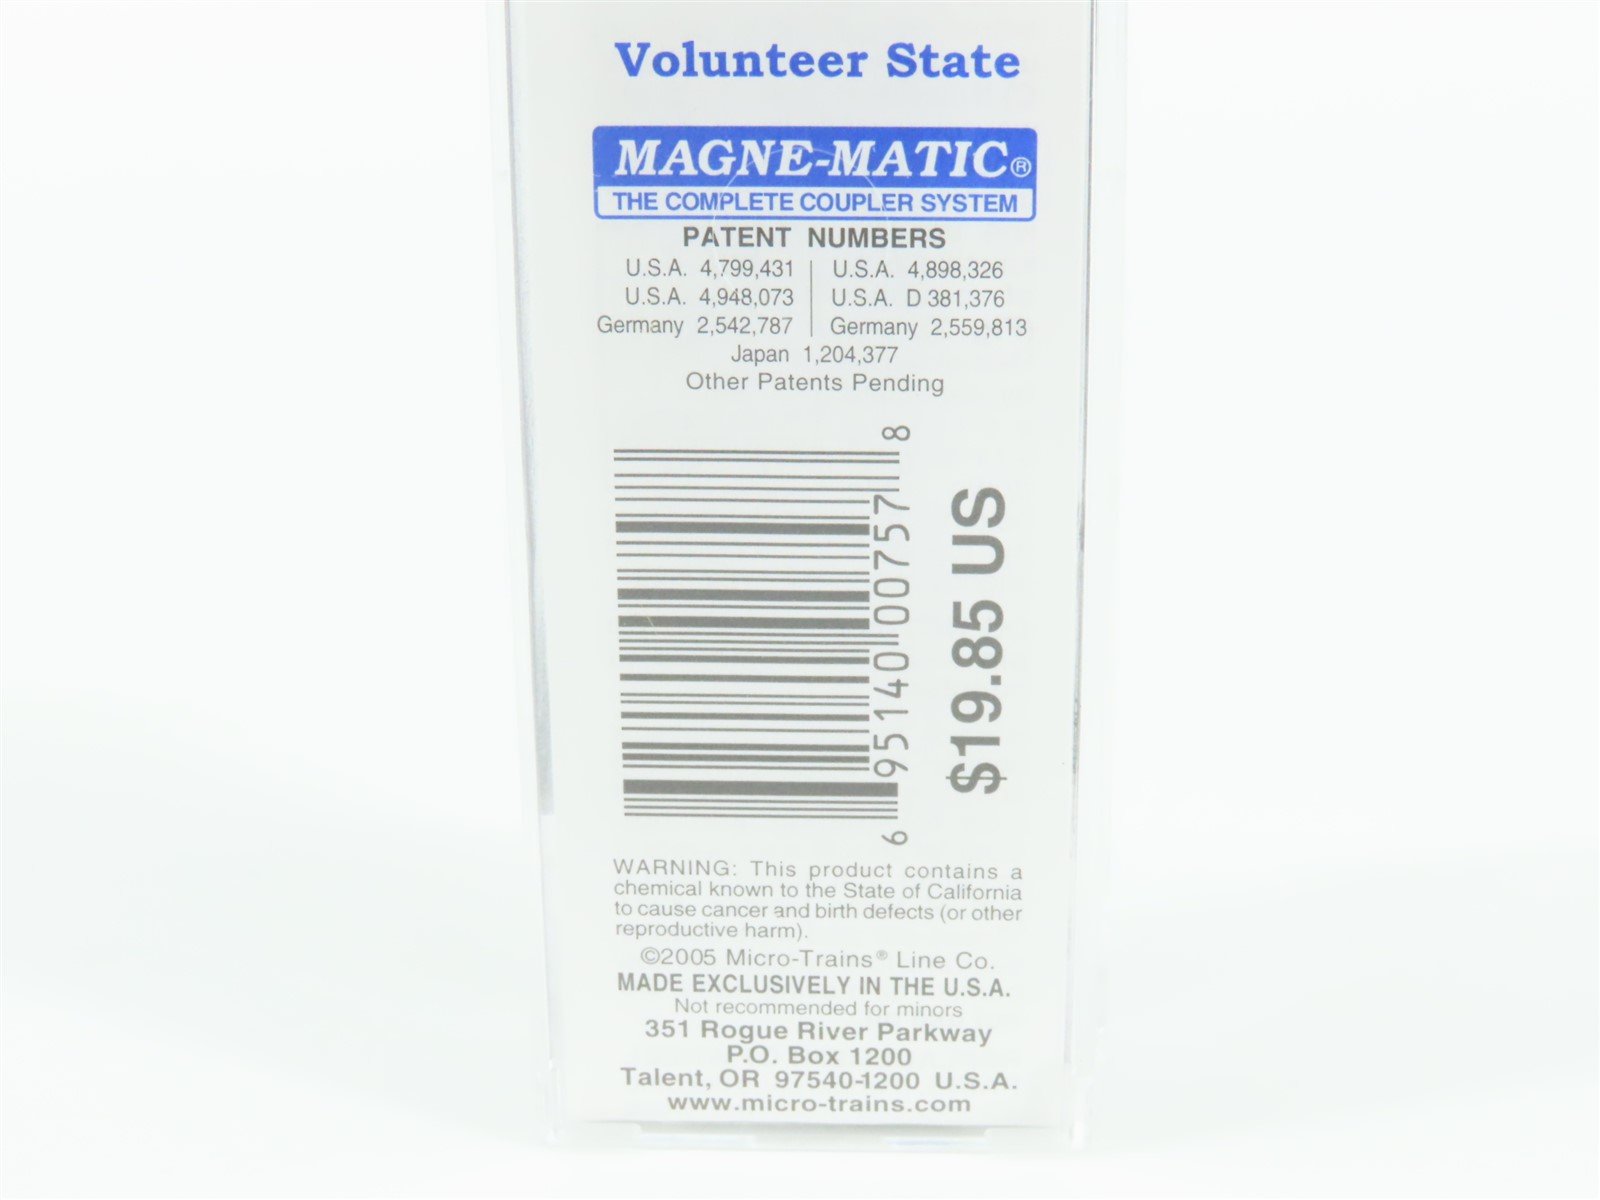 Volunteer State
MAGNE-MATIC®
THE COMPLETE COUPLER SYSTEM
PATENT NUMBERS
U.S.A. 4,799,431 | U.S.A. 4,898,326
U.S.A. 4,948,073 | U.S.A. D 381,376
Germany 2,542,787 | Germany 2,559,813
Japan 1,204,377
Other Patents Pending
6 95140 00757 8
$19.85 US
WARNING: This product contains a
chemical known to the State of California
to cause cancer and birth defects (or other
reproductive harm).
©2005 Micro-Trains® Line Co.
MADE EXCLUSIVELY IN THE U.S.A.
Not recommended for minors
351 Rogue River Parkway
P.O. Box 1200
Talent, OR 97540-1200 U.S.A.
www.micro-trains.com